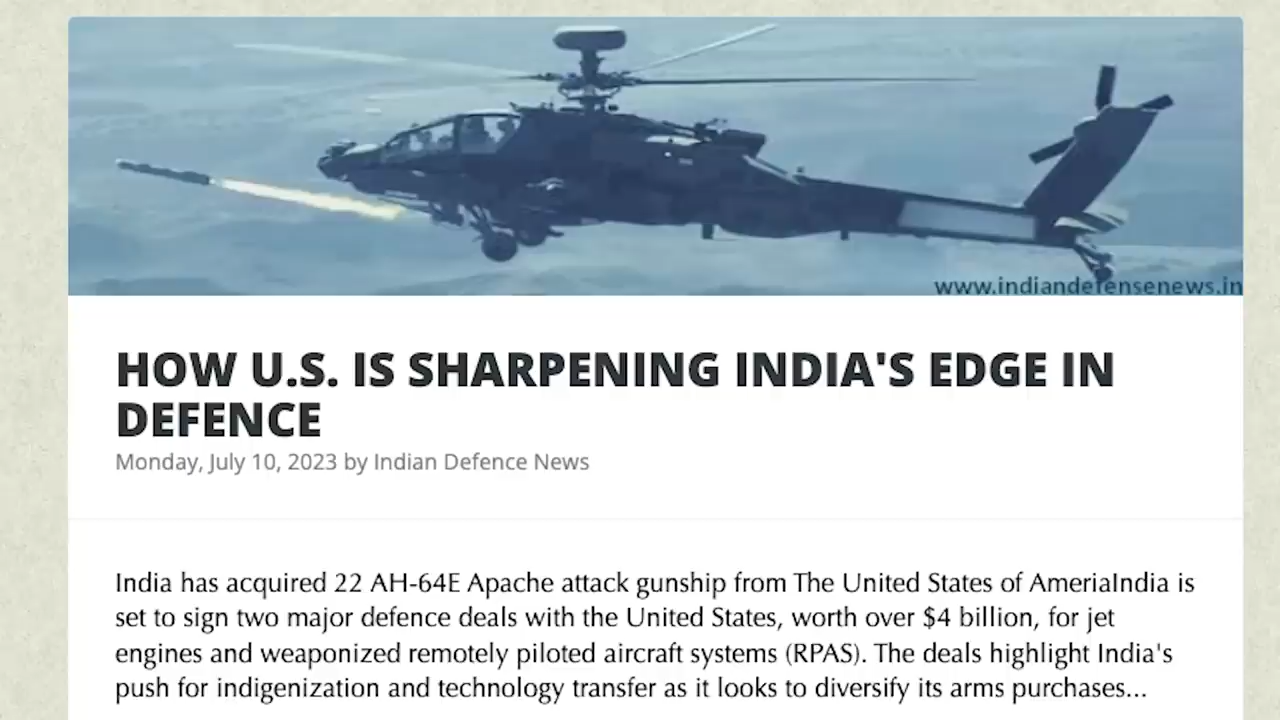 www.indiandefensenews.in
HOW U.S. IS SHARPENING INDIA'S EDGE IN
DEFENCE
Monday, July 10, 2023 by Indian Defence News
India has acquired 22 AH-64E Apache attack gunship from The United States of AmeriaIndia is
set to sign two major defence deals with the United States, worth over $4 billion, for jet
engines and weaponized remotely piloted aircraft systems (RPAS). The deals highlight India's
push for indigenization and technology transfer as it looks to diversify its arms purchases...